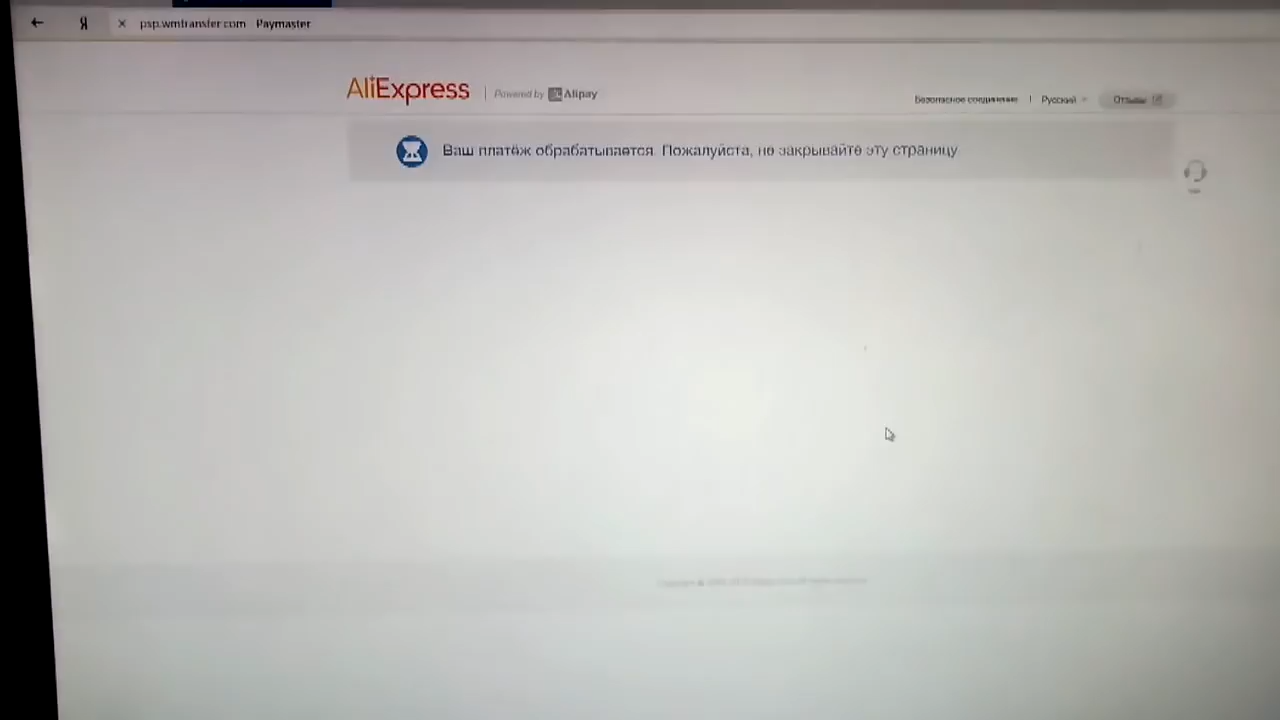 psp.wmtransfer.com Paymaster
AliExpress Powered by Alipay
Безопасное соединение Русский Отзывы
Ваш платёж обрабатывается. Пожалуйста, не закрывайте эту страницу